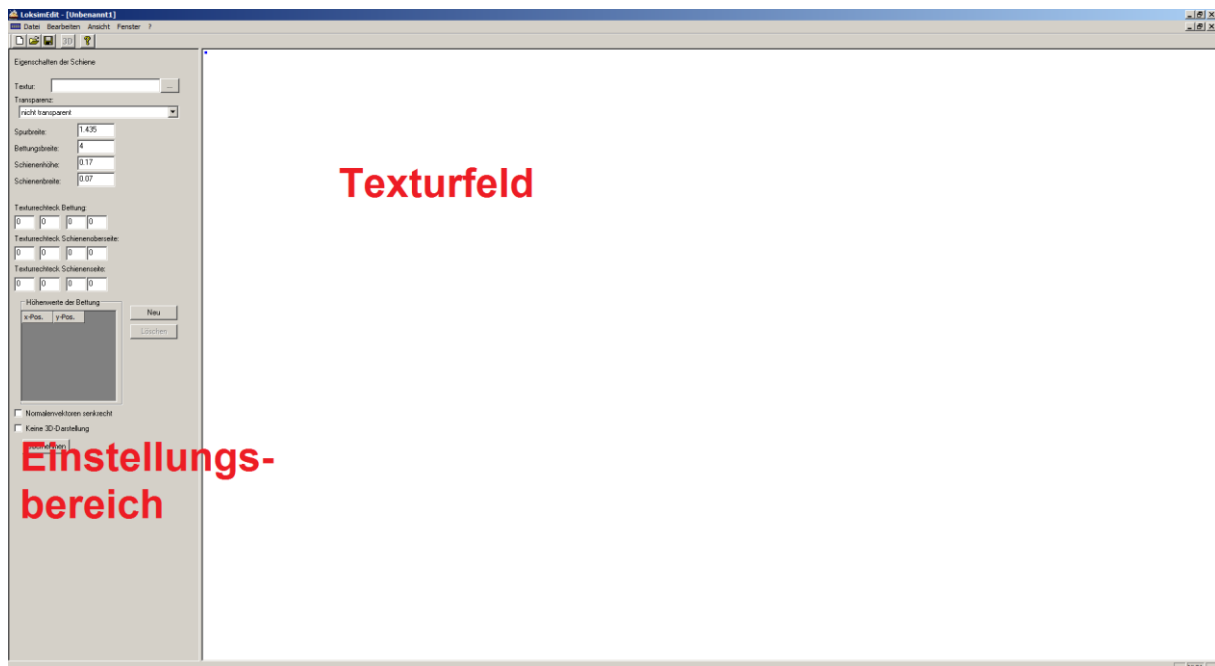 LoksimEdit - [Unbenannt1]
Datei Bearbeiten Ansicht Fenster ?
3D ?
Eigenschaften der Schiene
Textur: ...
Transparenz:
nicht transparent
Spurbreite: 1.435
Bettungsbreite: 4
Schienenhöhe: 0.17
Schienenbreite: 0.07
Texturrechteck Bettung:
0 0 0 0
Texturrechteck Schienenoberseite:
0 0 0 0
Texturrechteck Schienenseite:
0 0 0 0
Höhenwerte der Bettung
x-Pos. y-Pos.
Neu
Löschen
Normalenvektoren senkrecht
Keine 3D-Darstellung
Einstellungs-
bereich
Texturfeld